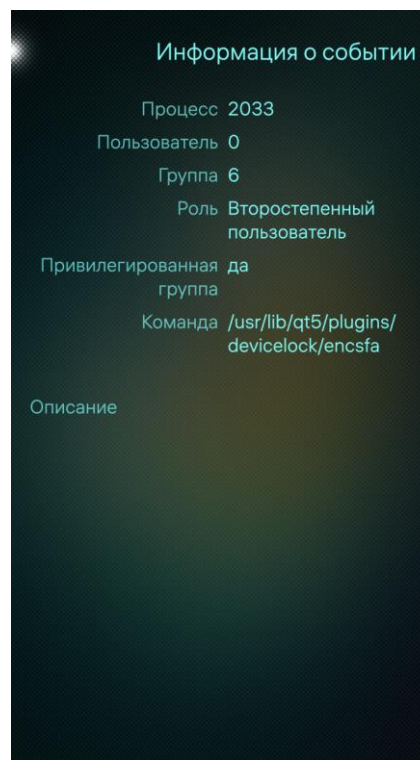 Информация о событии
Процесс 2033
Пользователь 0
Группа 6
Роль Второстепенный
пользователь
Привилегированная да
группа
Команда /usr/lib/qt5/plugins/
devicelock/encsfa
Описание